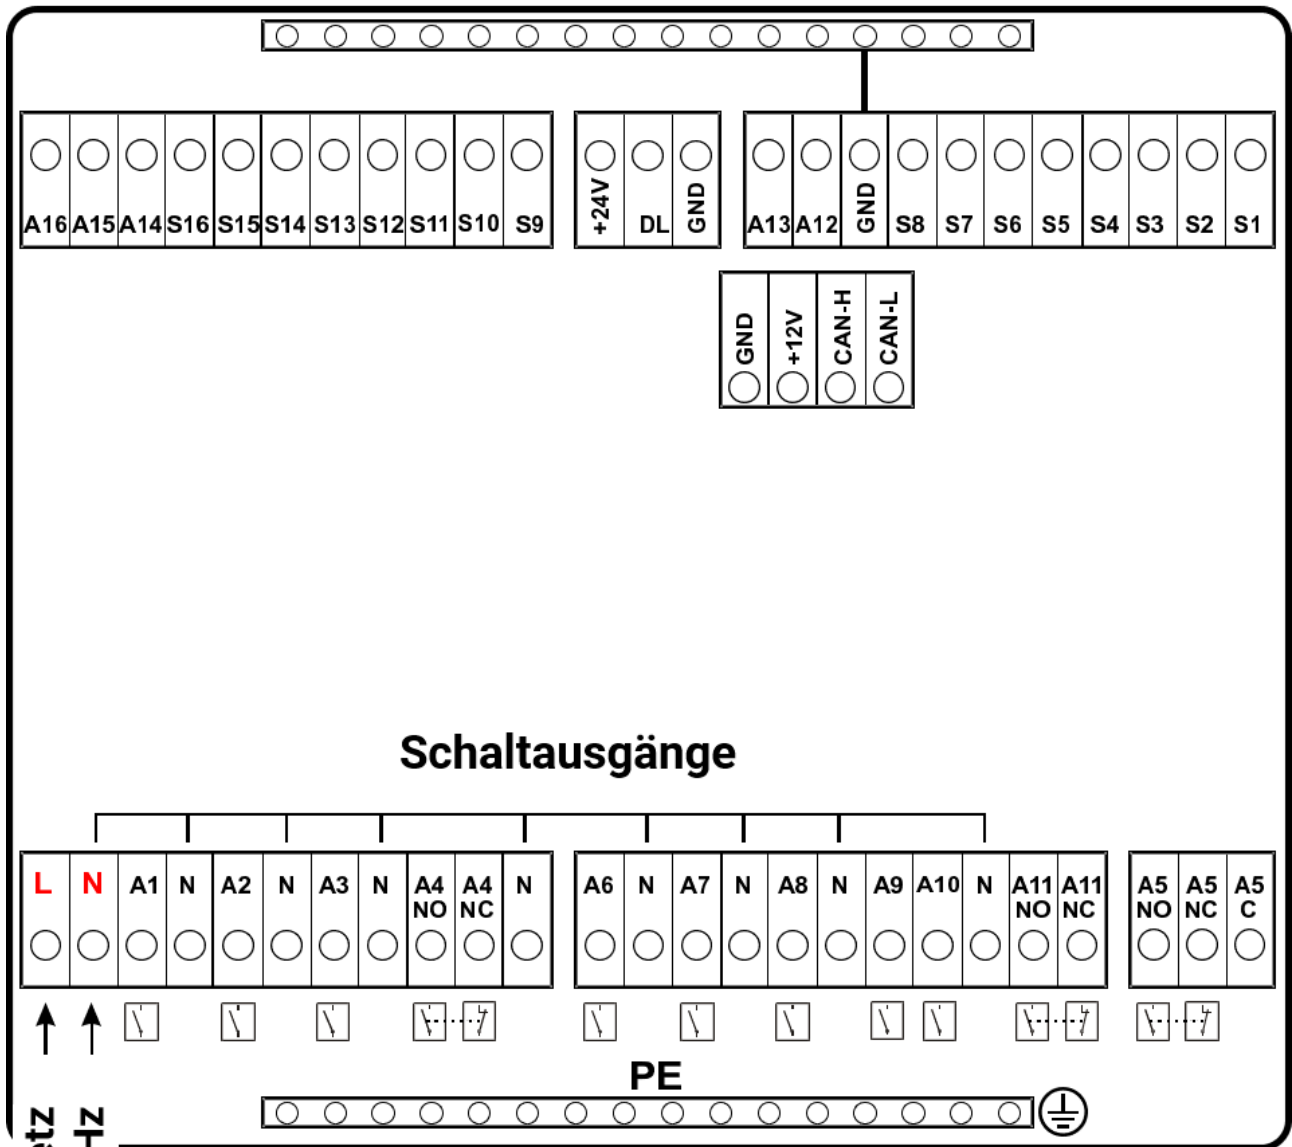 A16 A15 A14 S16 S15 S14 S13 S12 S11 S10 S9 +24V DL GND A13 A12 GND S8 S7 S6 S5 S4 S3 S2 S1
GND +12V CAN-H CAN-L
Schaltausgänge
L N A1 N A2 N A3 N A4 A4 N A6 N A7 N A8 N A9 A10 N A11 A11 A5 A5 A5
NO NC NO NC NO NC C
PE